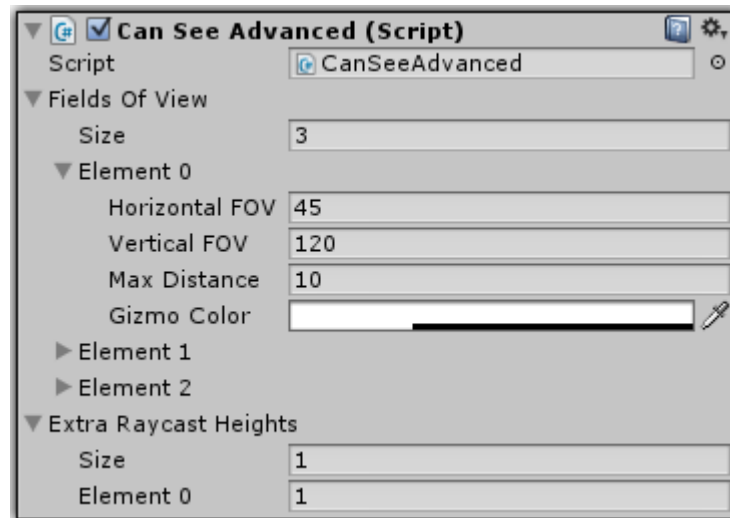 Can See Advanced (Script)
Script CanSeeAdvanced
Fields Of View
Size 3
Element 0
Horizontal FOV 45
Vertical FOV 120
Max Distance 10
Gizmo Color
Element 1
Element 2
Extra Raycast Heights
Size 1
Element 0 1